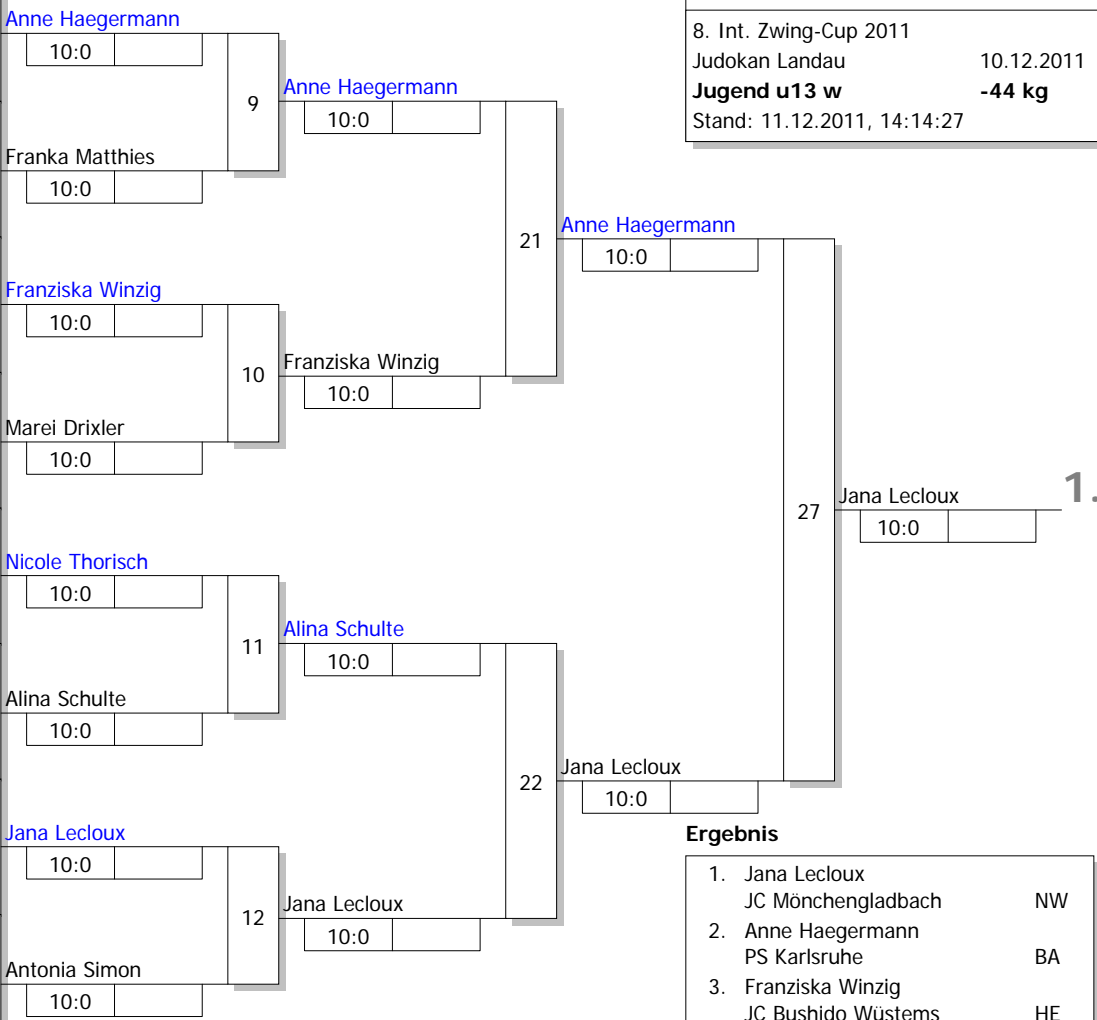 8. Int. Zwing-Cup 2011
Judokan Landau 10.12.2011
Jugend u13 w -44 kg
Stand: 11.12.2011, 14:14:27
Anne Haegermann
10:0
9
Franka Matthies
10:0
Franziska Winzig
10:0
10
Marei Drixler
10:0
Nicole Thorisch
10:0
11
Alina Schulte
10:0
Jana Lecloux
10:0
12
Antonia Simon
10:0
Anne Haegermann
10:0
21
Franziska Winzig
10:0
Alina Schulte
10:0
22
Jana Lecloux
10:0
Anne Haegermann
10:0
27
Jana Lecloux
10:0
Jana Lecloux 1.
10:0
Ergebnis
1. Jana Lecloux
JC Mönchengladbach NW
2. Anne Haegermann
PS Karlsruhe BA
3. Franziska Winzig
JC Bushido Wüstems HE